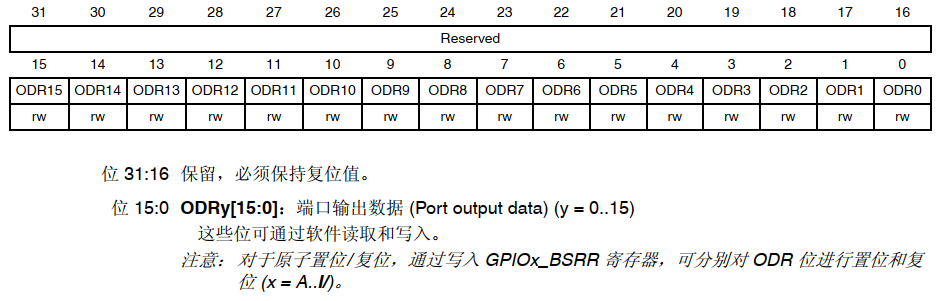 31 30 29 28 27 26 25 24 23 22 21 20 19 18 17 16
Reserved
15 14 13 12 11 10 9 8 7 6 5 4 3 2 1 0
ODR15 ODR14 ODR13 ODR12 ODR11 ODR10 ODR9 ODR8 ODR7 ODR6 ODR5 ODR4 ODR3 ODR2 ODR1 ODR0
rw rw rw rw rw rw rw rw rw rw rw rw rw rw rw rw
位 31:16 保留，必须保持复位值。
位 15:0 ODRy[15:0]：端口输出数据 (Port output data) (y = 0..15)
这些位可通过软件读取和写入。
注意： 对于原子置位/复位，通过写入 GPIOx_BSRR 寄存器，可分别对 ODR 位进行置位和复
位 (x = A..I/)。